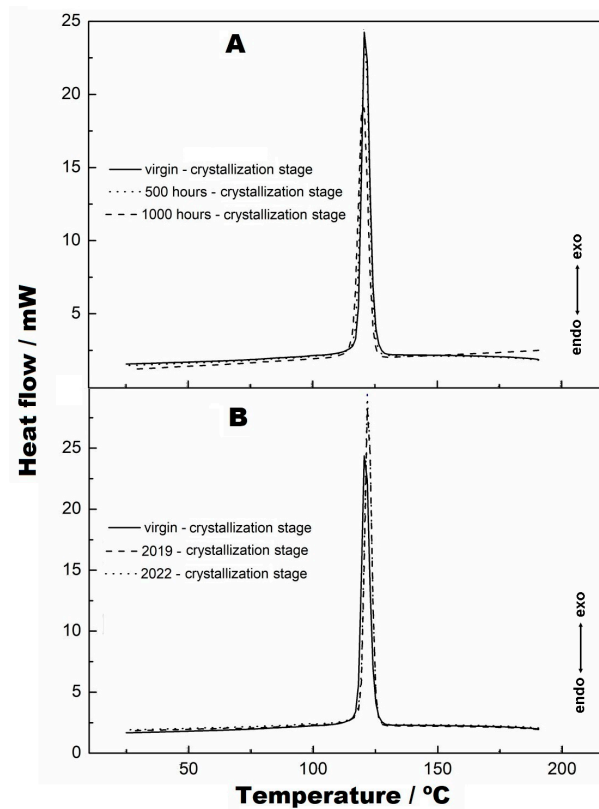 25
A
20
15
virgin - crystallization stage
500 hours - crystallization stage
1000 hours - crystallization stage
10
5
endo ⟷ exo
Heat flow / mW
B
25
20
virgin - crystallization stage
2019 - crystallization stage
2022 - crystallization stage
15
10
5
0
endo ⟷ exo
50 100 150 200
Temperature / ºC